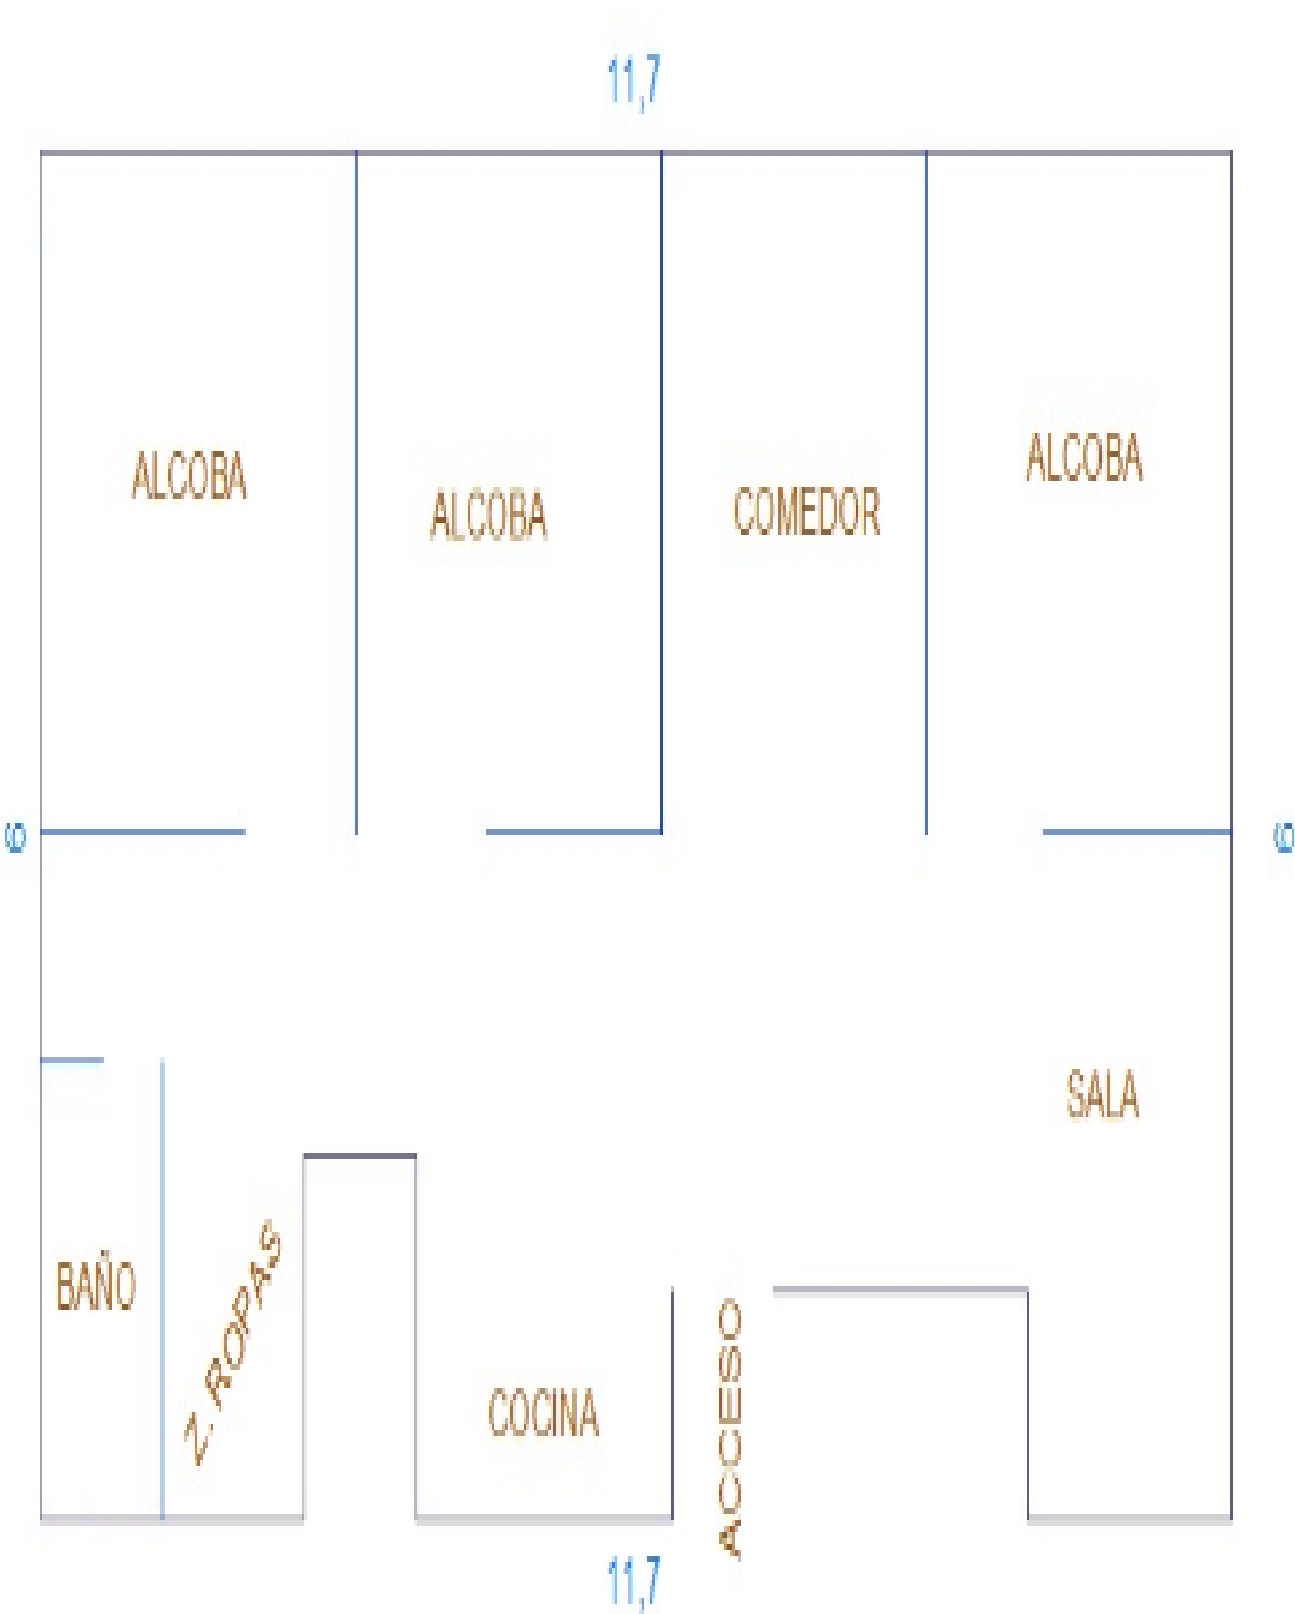 11,7
ALCOBA
ALCOBA
COMEDOR
ALCOBA
SALA
BAÑO
Z. ROPAS
COCINA
ACCESO
11,7